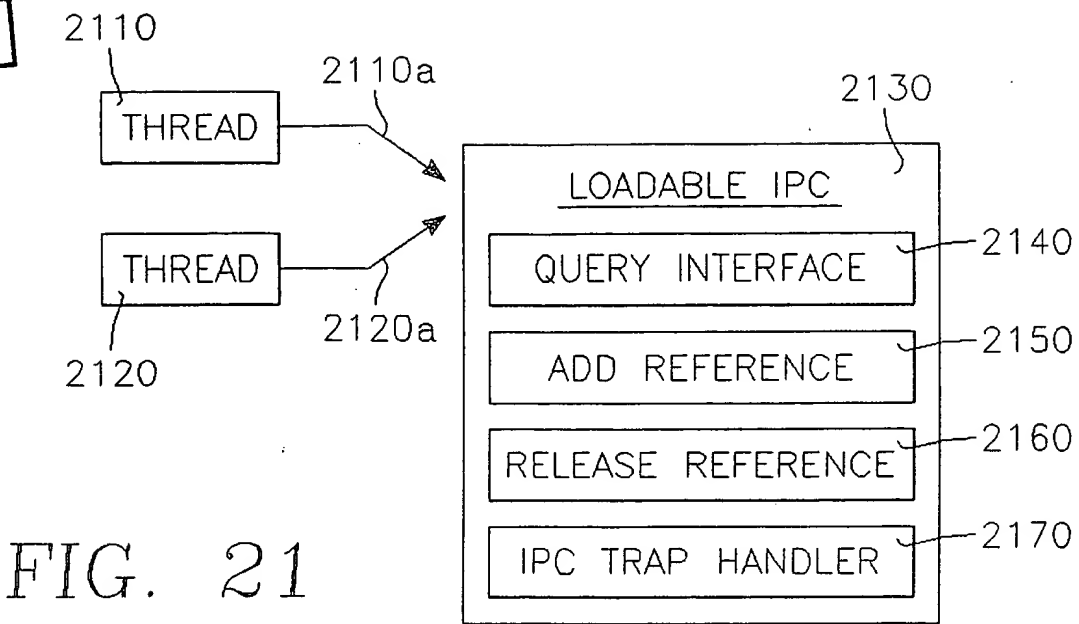 2110
2110a
THREAD
2130
LOADABLE IPC
QUERY INTERFACE
2140
THREAD
2120a
2120
ADD REFERENCE
2150
RELEASE REFERENCE
2160
IPC TRAP HANDLER
2170
FIG. 21